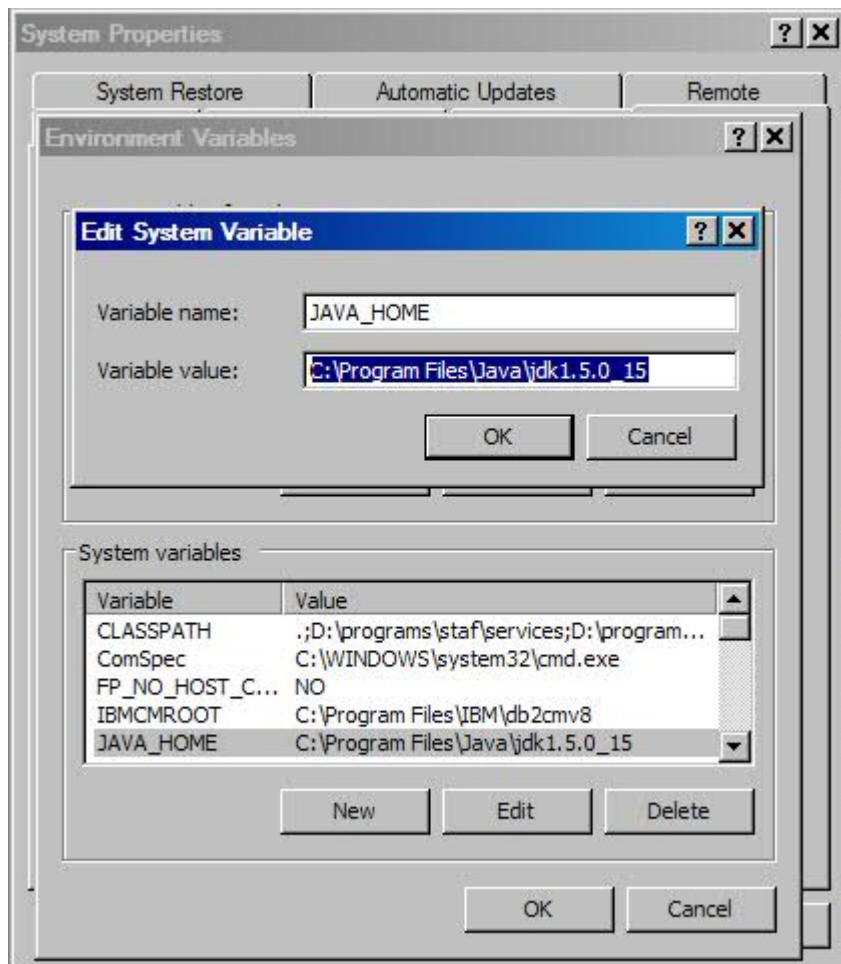 System Properties
System Restore
Automatic Updates
Remote
Environment Variables
Edit System Variable
Variable name:
JAVA_HOME
Variable value:
C:\Program Files\Java\jdk1.5.0_15
OK
Cancel
System variables
Variable Value
CLASSPATH .;D:\programs\staf\services;D:\program...
ComSpec C:\WINDOWS\system32\cmd.exe
FP_NO_HOST_C... NO
IBMCMROOT C:\Program Files\IBM\db2cmv8
JAVA_HOME C:\Program Files\Java\jdk1.5.0_15
New
Edit
Delete
OK
Cancel